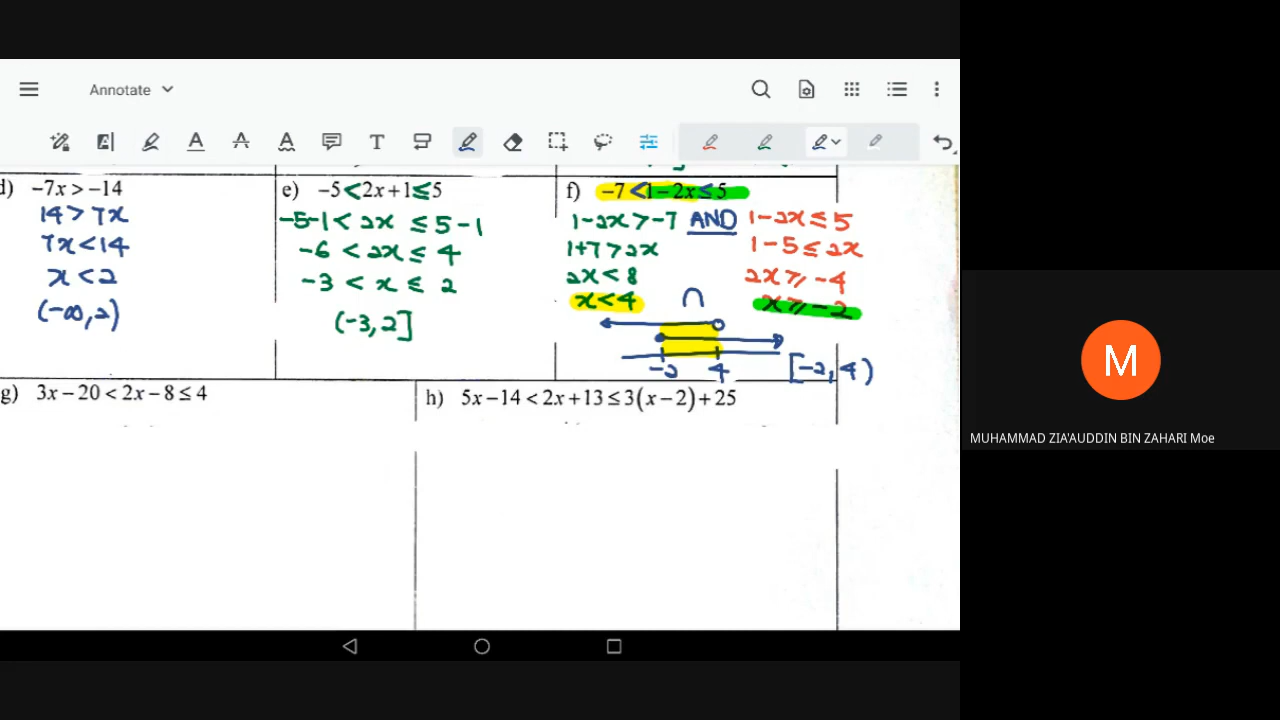 Annotate
d) −7x > −14
14 > 7x
7x < 14
x < 2
(-∞, 2)
e) −5 < 2x + 1 ≤ 5
-5-1 < 2x ≤ 5-1
-6 < 2x ≤ 4
-3 < x ≤ 2
(-3, 2]
f) −7 < 1 − 2x ≤ 5
1-2x > -7 AND 1-2x ≤ 5
1+7 > 2x 1-5 ≤ 2x
2x < 8 2x ≥ -4
x < 4 ∩ x ≥ -2
-2 4 [-2, 4)
g) 3x − 20 < 2x − 8 ≤ 4
h) 5x − 14 < 2x + 13 ≤ 3(x − 2) + 25
M
MUHAMMAD ZIA'AUDDIN BIN ZAHARI Moe